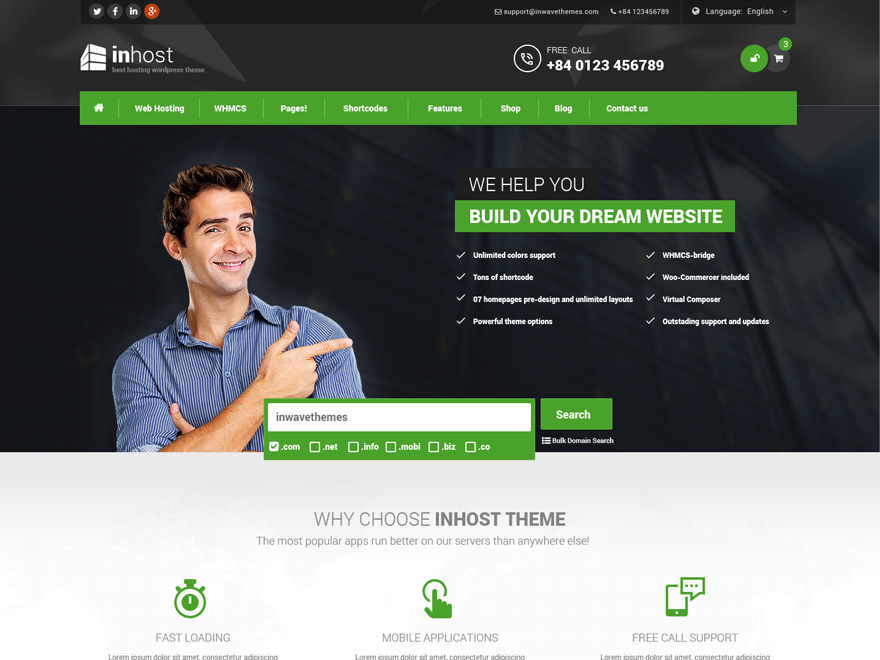 support@inwavethemes.com +84 123456789 Language: English
inhost
best hosting wordpress theme
FREE CALL
+84 0123 456789
3
Web Hosting WHMCS Pages! Shortcodes Features Shop Blog Contact us
WE HELP YOU
BUILD YOUR DREAM WEBSITE
Unlimited colors support WHMCS-bridge
Tons of shortcode Woo-Commercer included
07 homepages pre-design and unlimited layouts Virtual Composer
Powerful theme options Outstading support and updates
inwavethemes Search
.com .net .info .mobi .biz .co
Bulk Domain Search
WHY CHOOSE INHOST THEME
The most popular apps run better on our servers than anywhere else!
FAST LOADING MOBILE APPLICATIONS FREE CALL SUPPORT
Lorem ipsum dolor sit amet, consectetur adipiscing Lorem ipsum dolor sit amet, consectetur adipiscing Lorem ipsum dolor sit amet, consectetur adipiscing